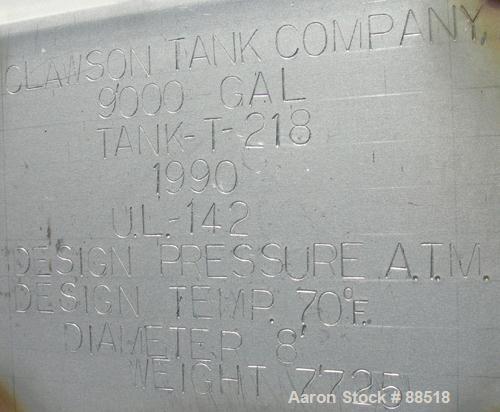 CLAWSON TANK COMPANY,
9000 GAL
TANK-T-218
1990
U.L.-142
DESIGN PRESSURE A.T.M.
DESIGN TEMP. 70°F.
DIAMETER 8'
WEIGHT 7725
Aaron Stock # 88518